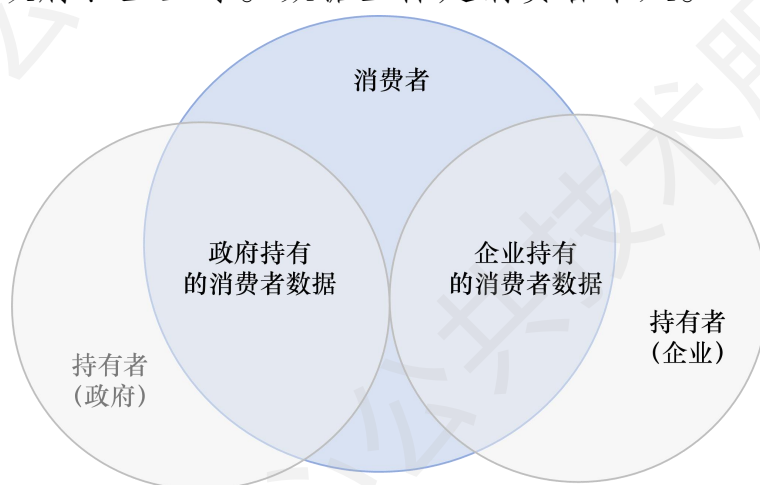 消费者
政府持有
的消费者数据
企业持有
的消费者数据
持有者
（企业）
持有者
（政府）